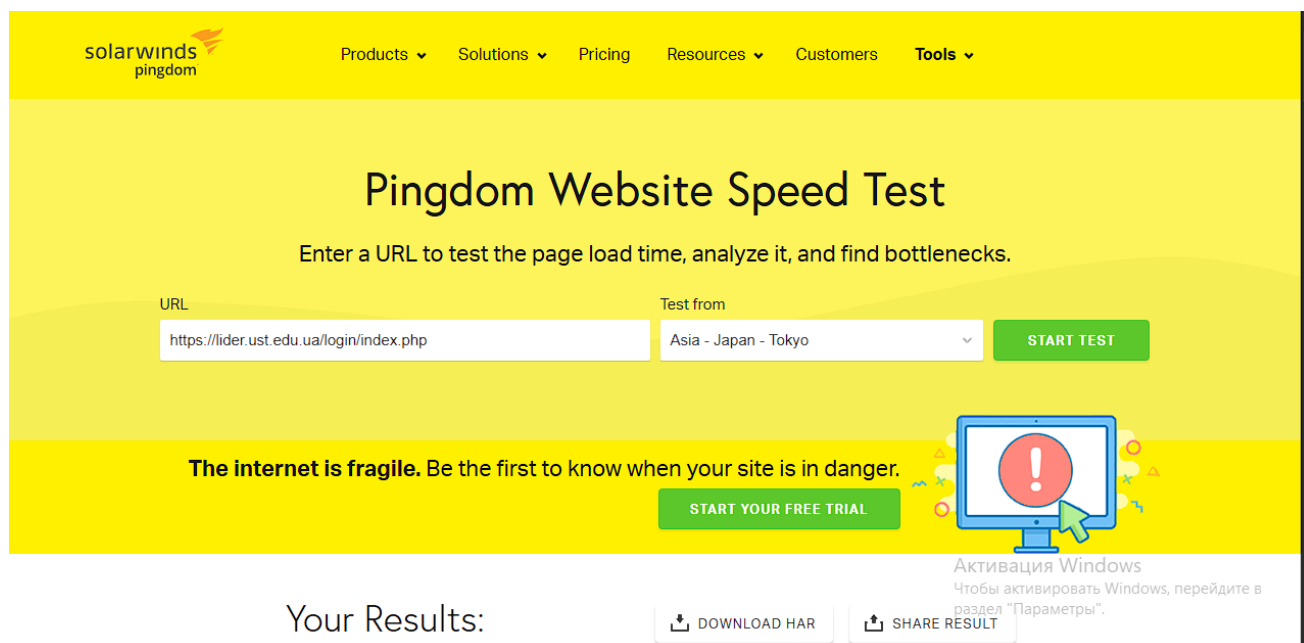 solarwinds
pingdom
Products Solutions Pricing Resources Customers Tools
Pingdom Website Speed Test
Enter a URL to test the page load time, analyze it, and find bottlenecks.
URL Test from
https://lider.ust.edu.ua/login/index.php Asia - Japan - Tokyo START TEST
The internet is fragile. Be the first to know when your site is in danger.
START YOUR FREE TRIAL
Активация Windows
Чтобы активировать Windows, перейдите в
раздел "Параметры".
Your Results: DOWNLOAD HAR SHARE RESULT